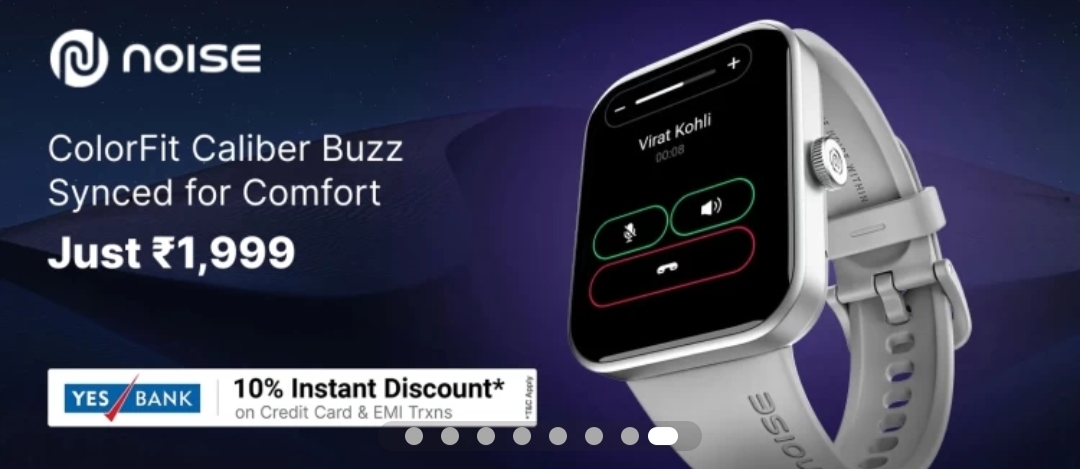 NOISE
ColorFit Caliber Buzz
Synced for Comfort
Just ₹1,999
YES BANK
10% Instant Discount*
on Credit Card & EMI Trxns
*T&C Apply
− +
Virat Kohli
00:08
WITHIN
NOISE